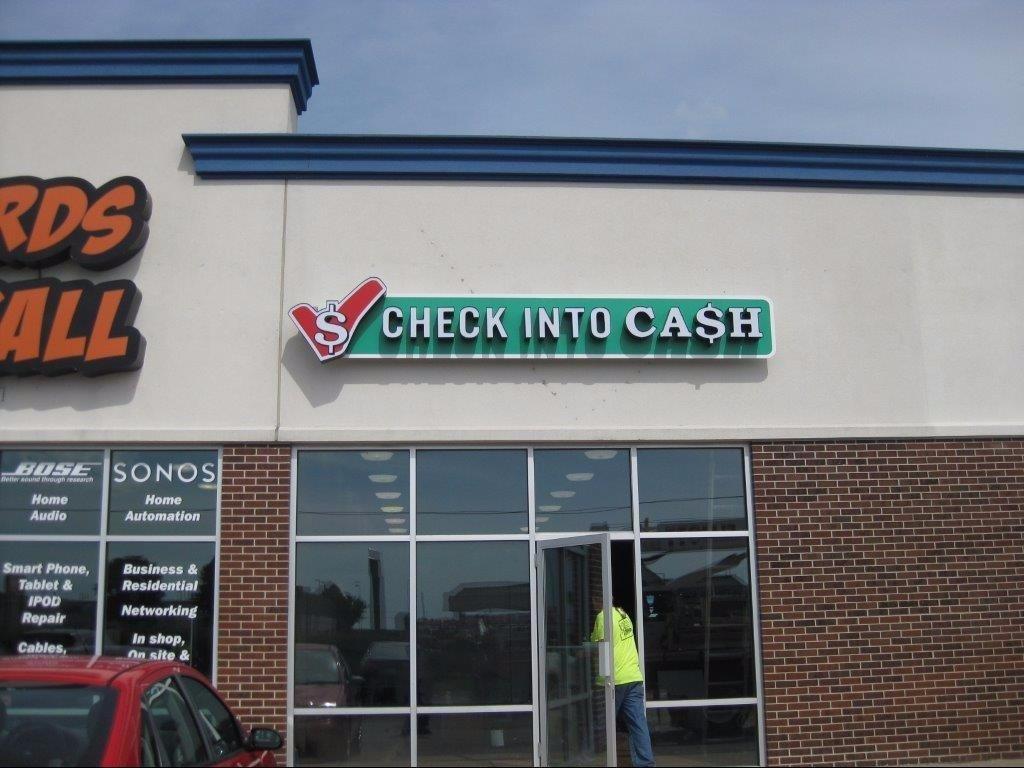 RDS
ALL
$ CHECK INTO CA$H
BOSE
Better sound through research
Home
Audio
SONOS
Home
Automation
Smart Phone,
Tablet &
IPOD
Repair
Cables,
Business &
Residential
Networking
In shop,
On site &